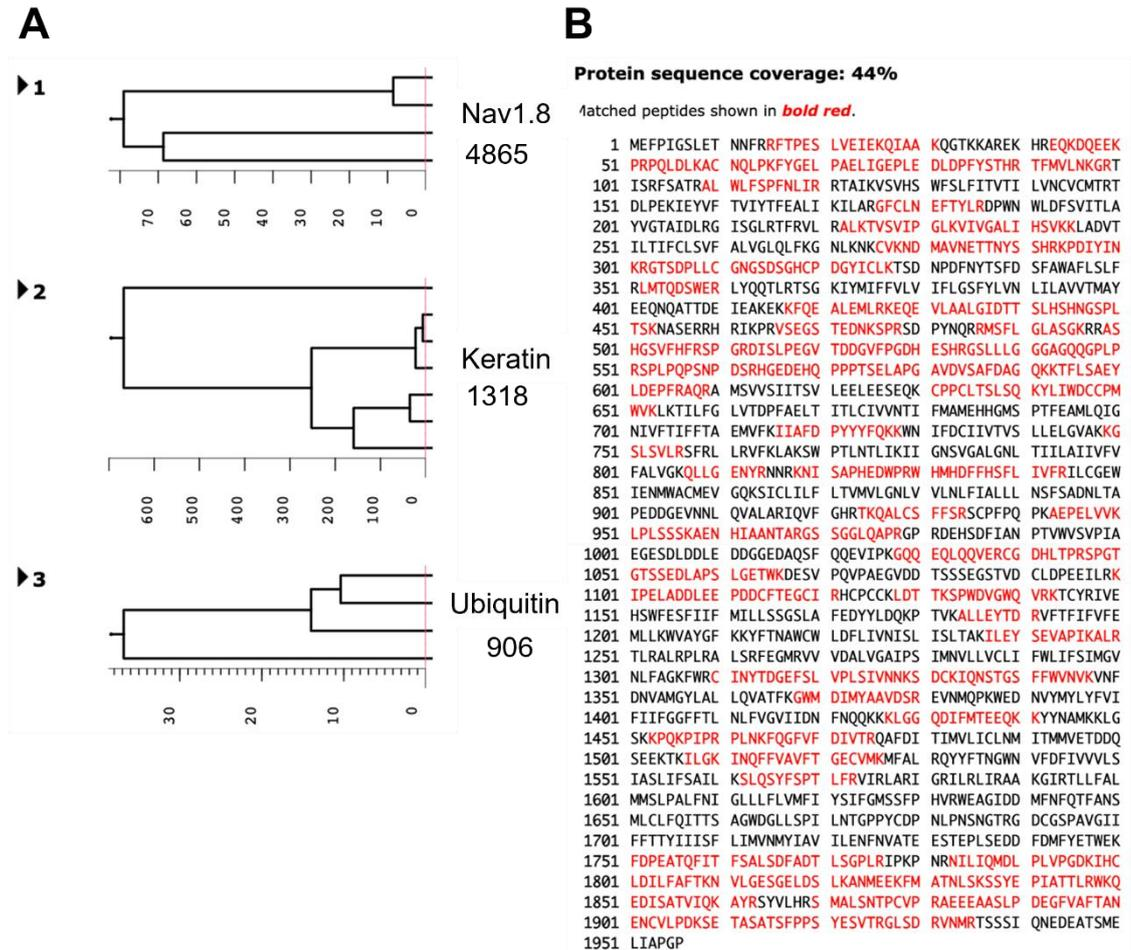 A
B
▶1
Nav1.8
4865
70 60 50 40 30 20 10 0
▶2
Keratin
1318
600 500 400 300 200 100 0
▶3
Ubiquitin
906
30 20 10 0
Protein sequence coverage: 44%
Matched peptides shown in bold red.
1 MEFPIGSLET NNFRRFTPES LVEIEKQIAA KQGTKKAREK HREQKDQEEK
51 PRPQLDLKAC NQLPKFYGEL PAELIGEPLE DLDPFYSTHR TFMVLNKGRT
101 ISRFSATRAL WLFSPFNLIR RTAIKVSVHS WFSLFITVTI LVNCVCMTRT
151 DLPEKIEYVF TVIYTFEALI KILARGFCLN EFTYLRDPWN WLDFSVITLA
201 YVGTAIDLRG ISGLRTFRVL RALKTVSVIP GLKVIVGALI HSVKKLADVT
251 ILTIFCLSVF ALVGLQLFKG NLKNKCVKND MAVNETTNYS SHRKPDIYIN
301 KRGTSDPLLC GNGSDSGHCP DGYICLKTSD NPDFNYTSFD SFAWAFLSLF
351 RLMTQDSWER LYQQTLRTSG KIYMIFFVLV IFLGSFYLVN LILAVVTMAY
401 EEQNQATTDE IEAKEKKFQE ALEMLRKEQE VLAALGIDTT SLHSHNGSPL
451 TSKNASERRH RIKPRVSEGS TEDNKSPRSD PYNQRRMSFL GLASGKRRAS
501 HGSVFHFRSP GRDISLPEGV TDDGVFPGDH ESHRGSLLLG GGAGQQGPLP
551 RSPLPQPSNP DSRHGEDEHQ PPPTSELAPG AVDVSAFDAG QKKTFLSAEY
601 LDEPFRAQRA MSVVSIITSV LEELEESEQK CPPCLTSLSQ KYLIWDCCPM
651 WVKLKTILFG LVTDPFAELT ITLCIVVNTI FMAMEHHGMS PTFEAMLQIG
701 NIVFTIFFTA EMVFKIIAFD PYYYFQKKWN IFDCIIVTVS LLELGVAKKG
751 SLSVLRSFRL LRVFKLAKSW PTLNTLIKII GNSVGALGNL TIILAIIVFV
801 FALVGKQLLG ENYRNNRKNI SAPHEDWPRW HMHDFFHSFL IVFRILCGEW
851 IENMWACMEV GQKSICLILF LTVMVLGNLV VLNLFIALLL NSFSADNLTA
901 PEDDGEVNNL QVALARIQVF GHRTKQALCS FFSRSCPFPQ PKAEPELVVK
951 LPLSSSKAEN HIAANTARGS SGGLQAPRGP RDEHSDFIAN PTVWVSVPIA
1001 EGESDLDDLE DDGGEDAQSF QQEVIPKGQQ EQLQQVERCG DHLTPRSPGT
1051 GTSSEDLAPS LGETWKDESV PQVPAEGVDD TSSSEGSTVD CLDPEEILRK
1101 IPELADDLEE PDDCFTEGCI RHCPCCKLDT TKSPWDVGWQ VRKTCYRIVE
1151 HSWFESFIIF MILLSSGSLA FEDYYLDQKP TVKALLEYTD RVFTFIFVFE
1201 MLLKWVAYGF KKYFTNAWCW LDFLIVNISL ISLTAKILEY SEVAPIKALR
1251 TLRALRPLRA LSRFEGMRVV VDALVGAIPS IMNVLLVCLI FWLIFSIMGV
1301 NLFAGKFWRC INYTDGEFSL VPLSIVNNKS DCKIQNSTGS FFWVNVKVNF
1351 DNVAMGYLAL LQVATFKGWM DIMYAAVDSR EVNMQPKWED NVYMYLYFVI
1401 FIIFGGFFTL NLFVGVIIDN FNQQKKKLGG QDIFMTEEQK KYYNAMKKLG
1451 SKKPQKPIPR PLNKFQGFVF DIVTRQAFDI TIMVLICLNM ITMMVETDDQ
1501 SEEKTKILGK INQFFVAVFT GECVMKMFAL RQYYFTNGWN VFDFIVVVLS
1551 IASLIFSAIL KSLQSYFSPT LFRVIRLARI GRILRLIRAA KGIRTLLFAL
1601 MMSLPALFNI GLLLFLVMFI YSIFGMSSFP HVRWEAGIDD MFNFQTFANS
1651 MLCLFQITTS AGWDGLLSPI LNTGPPYCDP NLPNSNGTRG DCGSPAVGII
1701 FFTTYIIISF LIMVNMYIAV ILENFNVATE ESTEPLSEDD FDMFYETWEK
1751 FDPEATQFIT FSALSDFADT LSGPLRIPKP NRNILIQMDL PLVPGDKIHC
1801 LDILFAFTKN VLGESGELDS LKANMEEKFM ATNLSKSSYE PIATTLRWKQ
1851 EDISATVIQK AYRSYVLHRS MALSNTPCVP RAEEEAASLP DEGFVAFTAN
1901 ENCVLPDKSE TASATSFPPS YESVTRGLSD RVNMRTSSSI QNEDEATSME
1951 LIAPGP